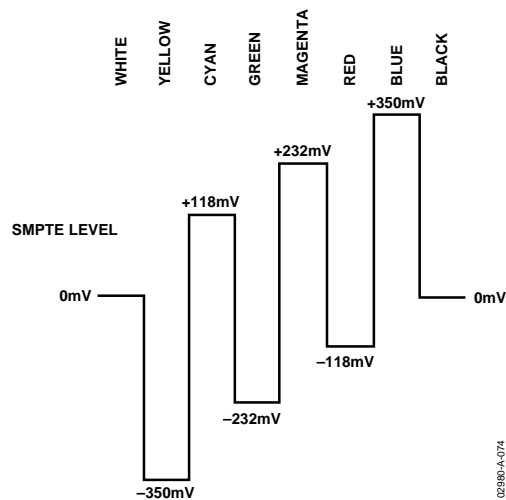 WHITE
YELLOW
CYAN
GREEN
MAGENTA
RED
BLUE
BLACK
+350mV
+232mV
+118mV
SMPTE LEVEL
0mV
0mV
–118mV
–232mV
–350mV
02980-A-074